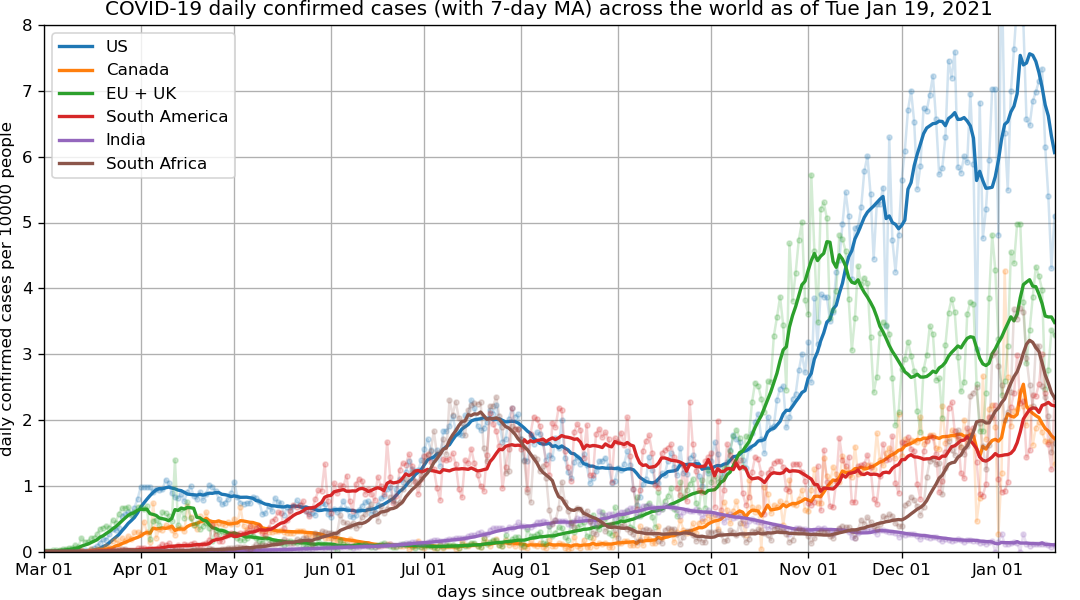 COVID-19 daily confirmed cases (with 7-day MA) across the world as of Tue Jan 19, 2021
daily confirmed cases per 10000 people
8
7
6
5
4
3
2
1
0
US
Canada
EU + UK
South America
India
South Africa
Mar 01 Apr 01 May 01 Jun 01 Jul 01 Aug 01 Sep 01 Oct 01 Nov 01 Dec 01 Jan 01
days since outbreak began